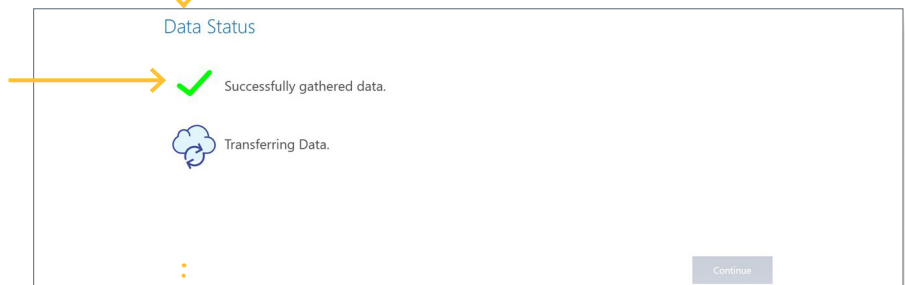 Data Status
Successfully gathered data.
Transferring Data.
Continue